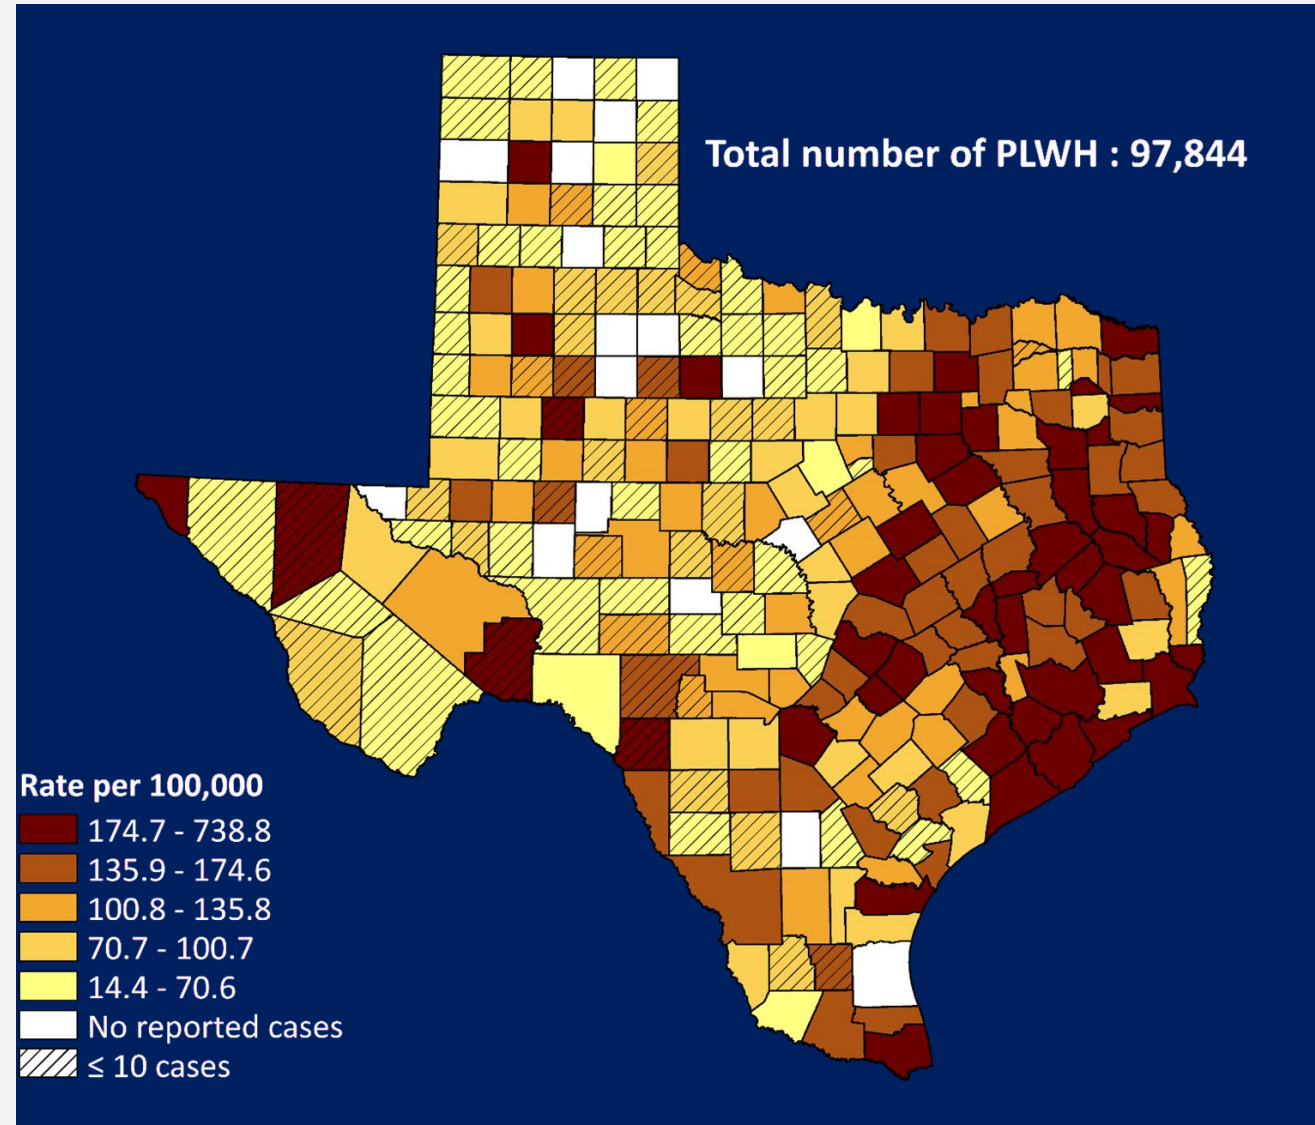 Total number of PLWH : 97,844
Rate per 100,000
174.7 - 738.8
135.9 - 174.6
100.8 - 135.8
70.7 - 100.7
14.4 - 70.6
No reported cases
≤ 10 cases